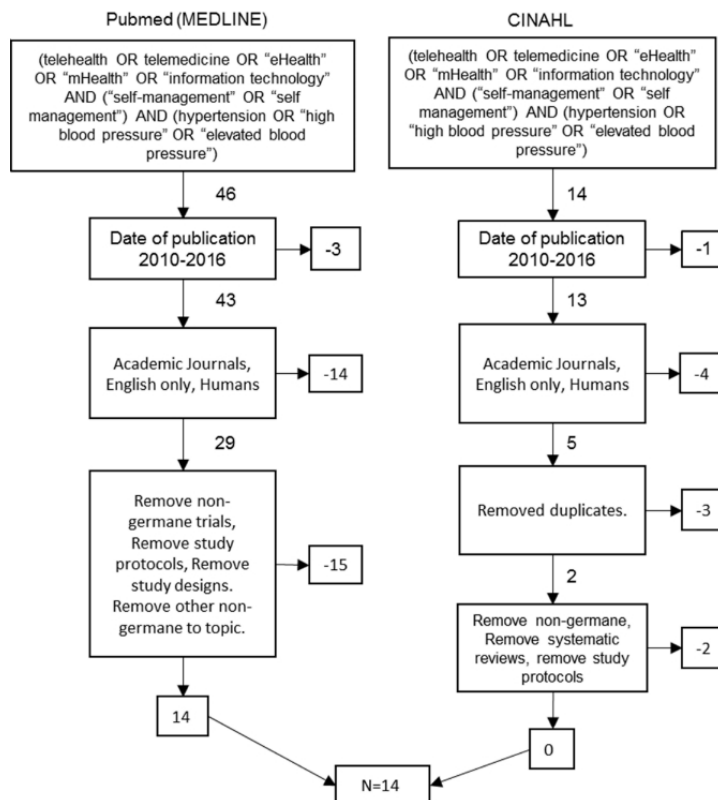 Pubmed (MEDLINE)
(telehealth OR telemedicine OR “eHealth”
OR “mHealth” OR “information technology”
AND (“self-management” OR “self
management”) AND (hypertension OR “high
blood pressure” OR “elevated blood
pressure”)
46
Date of publication
2010-2016
-3
43
Academic Journals,
English only, Humans
-14
29
Remove non-
germane trials,
Remove study
protocols, Remove
study designs.
Remove other non-
germane to topic.
-15
14
CINAHL
(telehealth OR telemedicine OR “eHealth”
OR “mHealth” OR “information technology”
AND (“self-management” OR “self
management”) AND (hypertension OR
“high blood pressure” OR “elevated blood
pressure”)
14
Date of publication
2010-2016
-1
13
Academic Journals,
English only, Humans
-4
5
Removed duplicates.
-3
2
Remove non-germane,
Remove systematic
reviews, remove study
protocols
-2
0
N=14